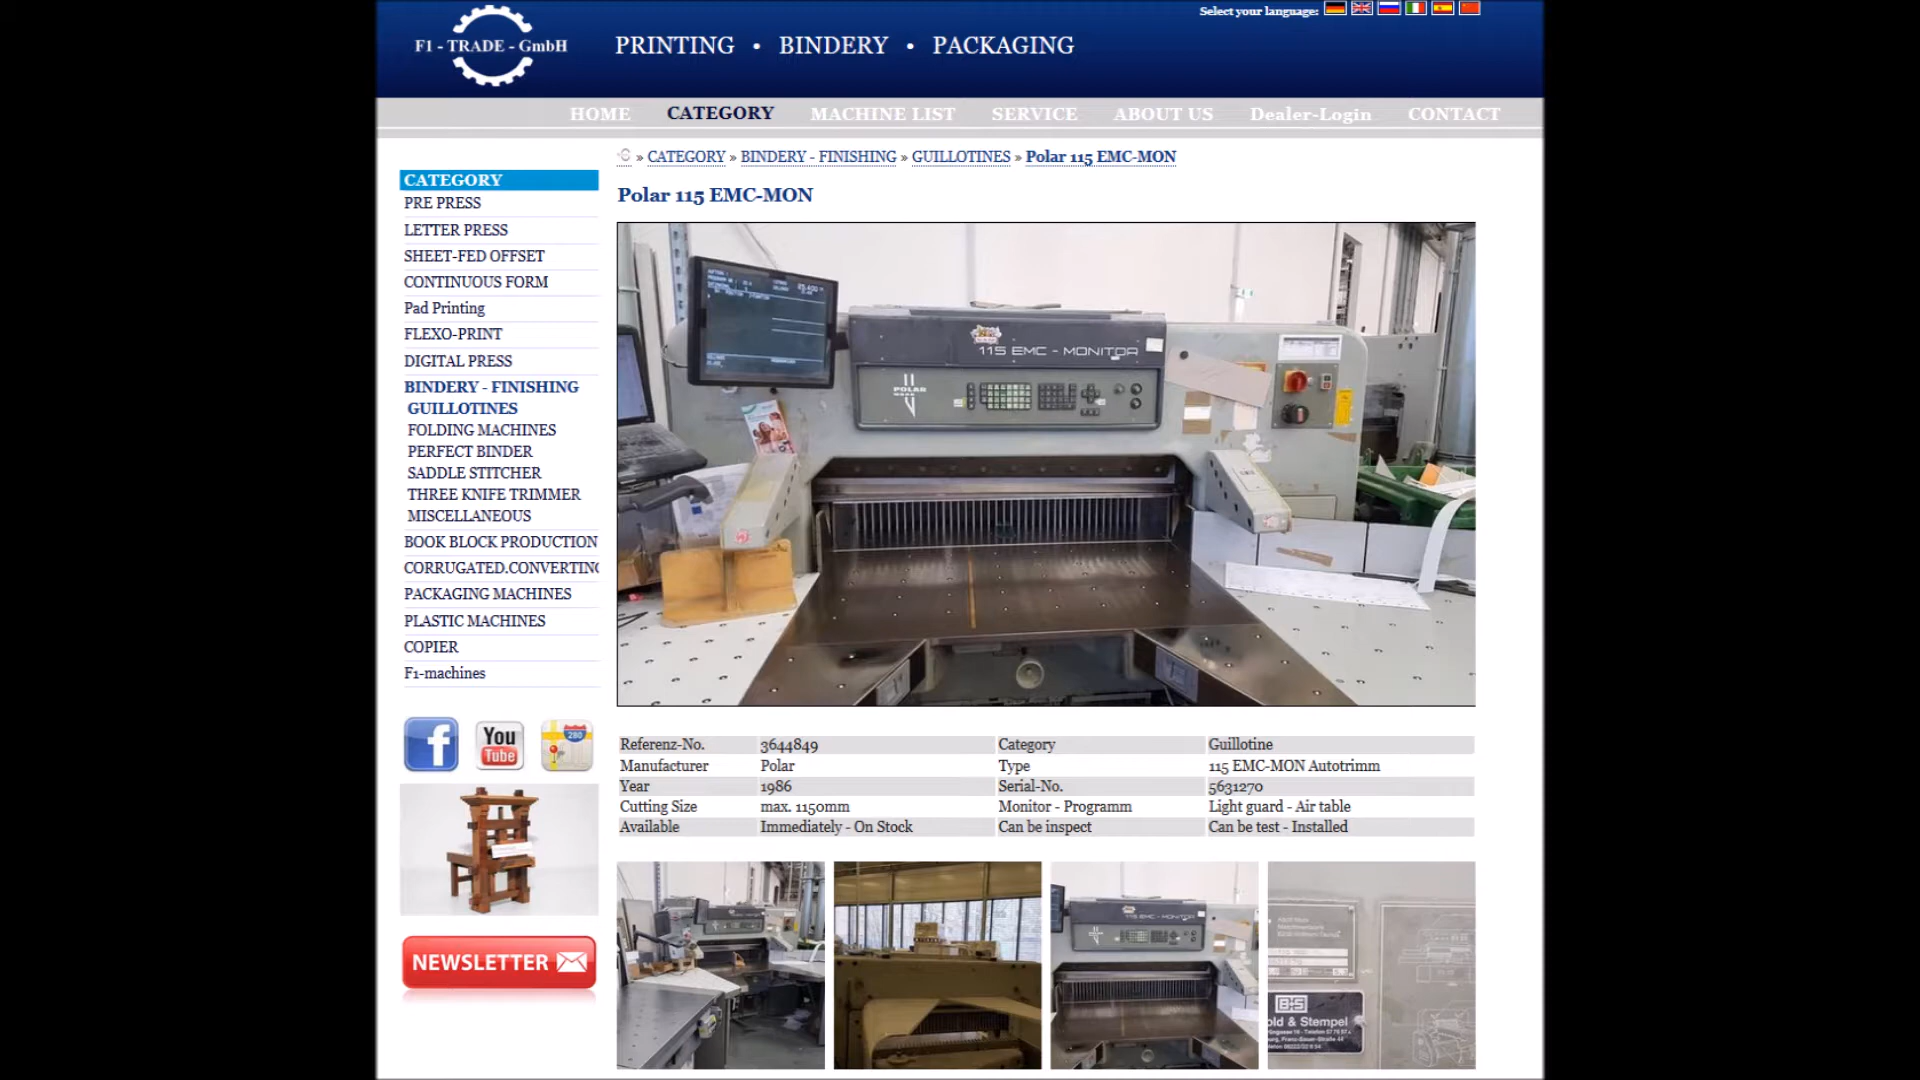 Select your language:
F1 - TRADE - GmbH
PRINTING • BINDERY • PACKAGING
HOME CATEGORY MACHINE LIST SERVICE ABOUT US Dealer-Login CONTACT
» CATEGORY » BINDERY - FINISHING » GUILLOTINES » Polar 115 EMC-MON
CATEGORY
PRE PRESS
LETTER PRESS
SHEET-FED OFFSET
CONTINUOUS FORM
Pad Printing
FLEXO-PRINT
DIGITAL PRESS
BINDERY - FINISHING
GUILLOTINES
FOLDING MACHINES
PERFECT BINDER
SADDLE STITCHER
THREE KNIFE TRIMMER
MISCELLANEOUS
BOOK BLOCK PRODUCTION
CORRUGATED.CONVERTING
PACKAGING MACHINES
PLASTIC MACHINES
COPIER
F1-machines
f
You
Tube
280
NEWSLETTER
Polar 115 EMC-MON
115 EMC - MONITOR
POLAR
Referenz-No. 3644849 Category Guillotine
Manufacturer Polar Type 115 EMC-MON Autotrimm
Year 1986 Serial-No. 5631270
Cutting Size max. 1150mm Monitor - Programm Light guard - Air table
Available Immediately - On Stock Can be inspect Can be test - Installed
115 EMC - MONITOR
B+S
old & Stempel